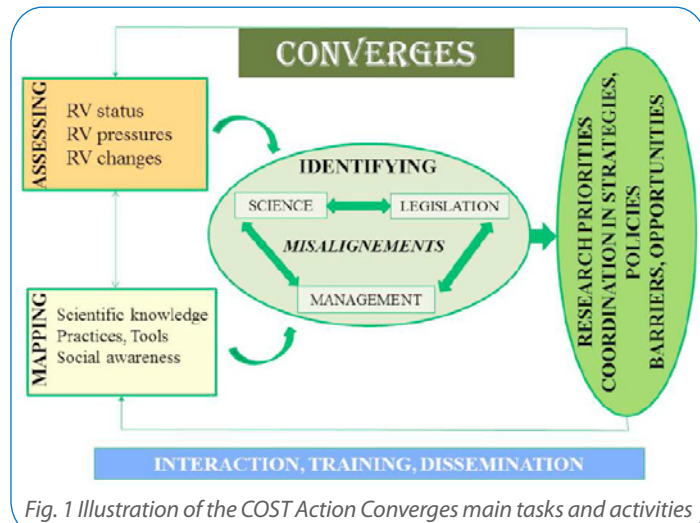 CONVERGES
ASSESSING
RV status
RV pressures
RV changes
IDENTIFYING
SCIENCE
LEGISLATION
MISALIGNEMENTS
MANAGEMENT
MAPPING
Scientific knowledge
Practices, Tools
Social awareness
RESEARCH PRIORITIES
COORDINATION IN STRATEGIES,
POLICIES
BARRIERS, OPPORTUNITIES
INTERACTION, TRAINING, DISSEMINATION
Fig. 1 Illustration of the COST Action Converges main tasks and activities